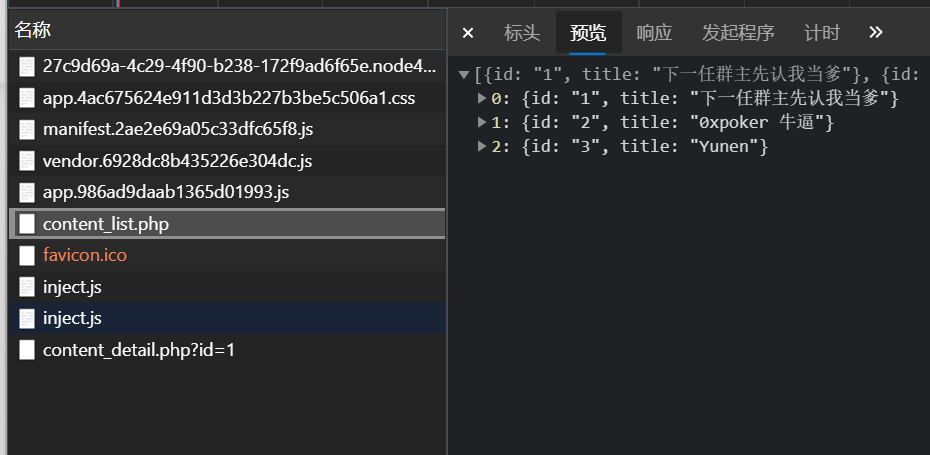 名称
27c9d69a-4c29-4f90-b238-172f9ad6f65e.node4...
app.4ac675624e911d3d3b227b3be5c506a1.css
manifest.2ae2e69a05c33dfc65f8.js
vendor.6928dc8b435226e304dc.js
app.986ad9daab1365d01993.js
content_list.php
favicon.ico
inject.js
inject.js
content_detail.php?id=1
× 标头 预览 响应 发起程序 计时 »
▼[{id: "1", title: "下一任群主先认我当爹"}, {id:
▶0: {id: "1", title: "下一任群主先认我当爹"}
▶1: {id: "2", title: "0xpoker 牛逼"}
▶2: {id: "3", title: "Yunen"}